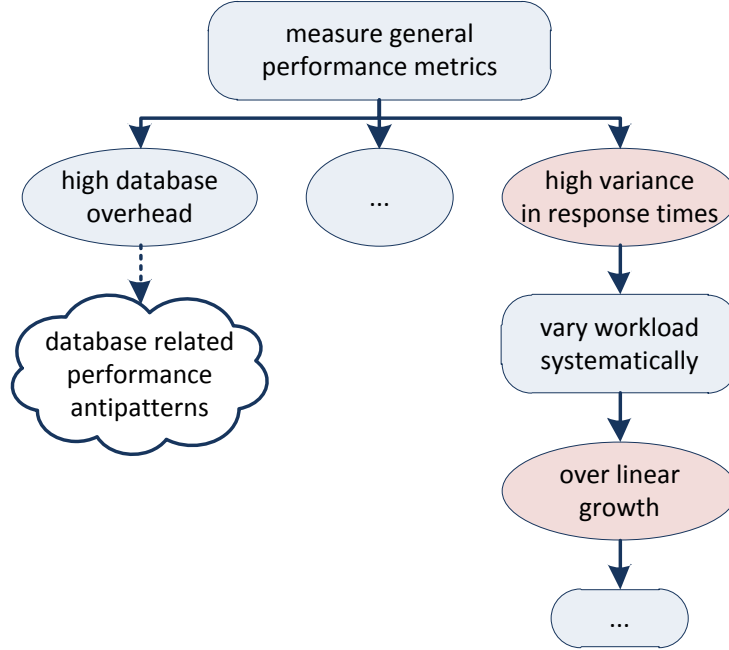 measure general
performance metrics
high database
overhead
...
high variance
in response times
database related
performance
antipatterns
vary workload
systematically
over linear
growth
...